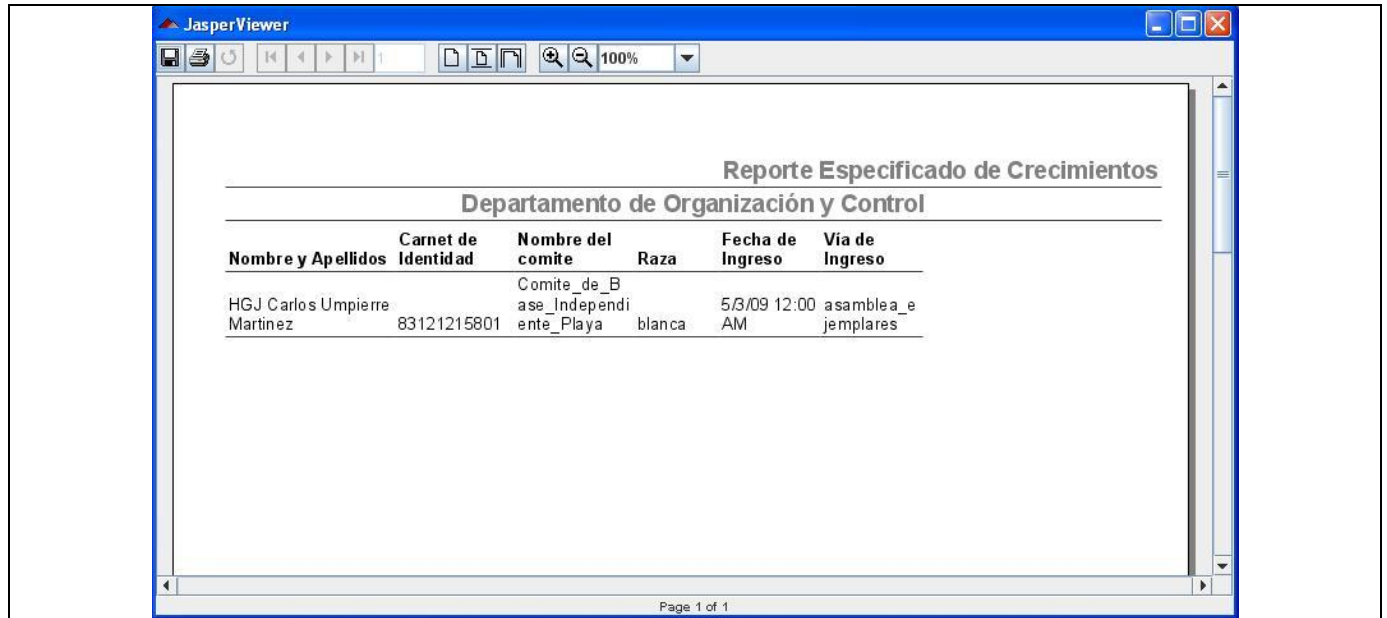 JasperViewer
1
100%
Reporte Especificado de Crecimientos
Departamento de Organización y Control
Carnet de Nombre del Fecha de Vía de
Nombre y Apellidos Identidad comite Raza Ingreso Ingreso
Comite_de_B
HGJ Carlos Umpierre ase_Independi 5/3/09 12:00 asamblea_e
Martinez 83121215801 ente_Playa blanca AM jemplares
Page 1 of 1